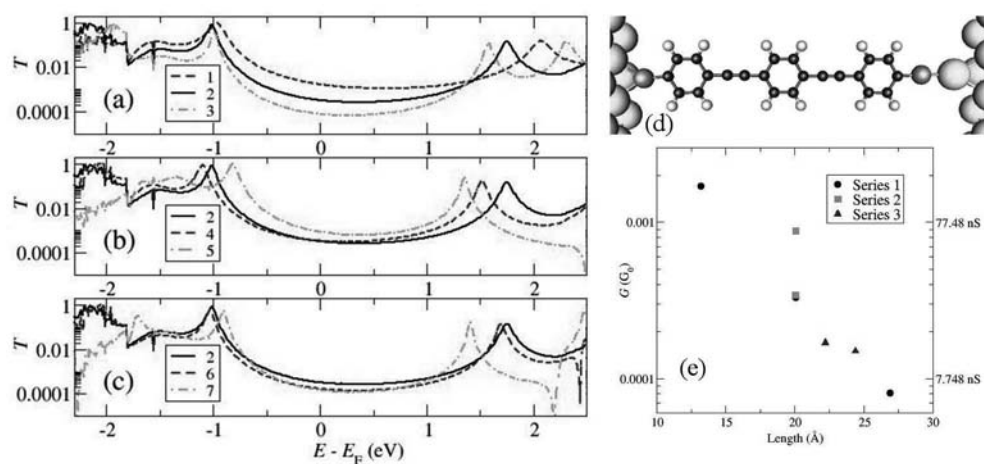 1
0.01
0.0001
T
(a)
1
2
3
-2 -1 0 1 2
1
0.01
0.0001
T
(b)
2
4
5
-2 -1 0 1 2
1
0.01
0.0001
T
(c)
2
6
7
-2 -1 0 1 2
E - E_F (eV)
(d)
Series 1
Series 2
Series 3
0.001
0.0001
G (G₀)
77.48 nS
7.748 nS
(e)
10 15 20 25 30
Length (Å)